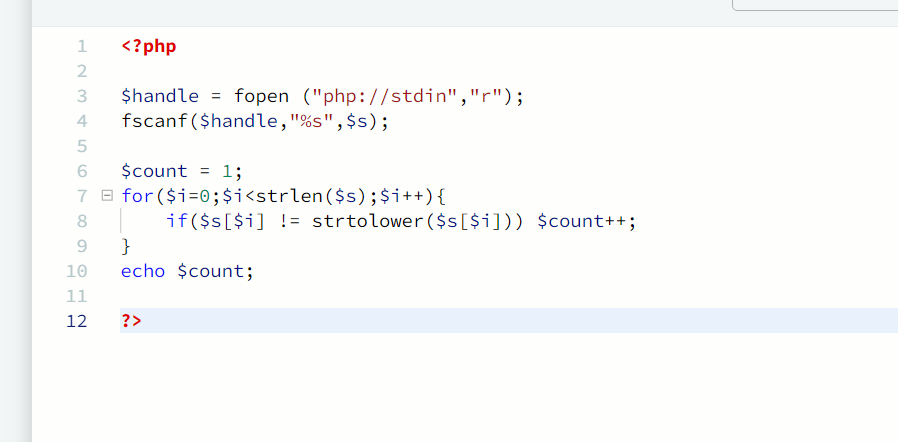 1 <?php
2
3 $handle = fopen ("php://stdin","r");
4 fscanf($handle,"%s",$s);
5
6 $count = 1;
7 for($i=0;$i<strlen($s);$i++){
8     if($s[$i] != strtolower($s[$i])) $count++;
9 }
10 echo $count;
11
12 ?>